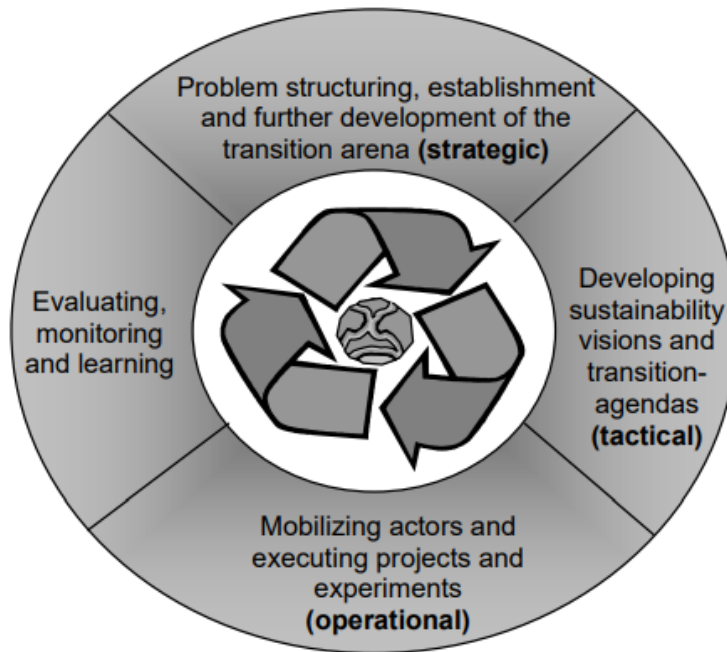 Problem structuring, establishment
and further development of the
transition arena (strategic)
Developing
sustainability
visions and
transition-
agendas
(tactical)
Mobilizing actors and
executing projects and
experiments
(operational)
Evaluating,
monitoring
and learning